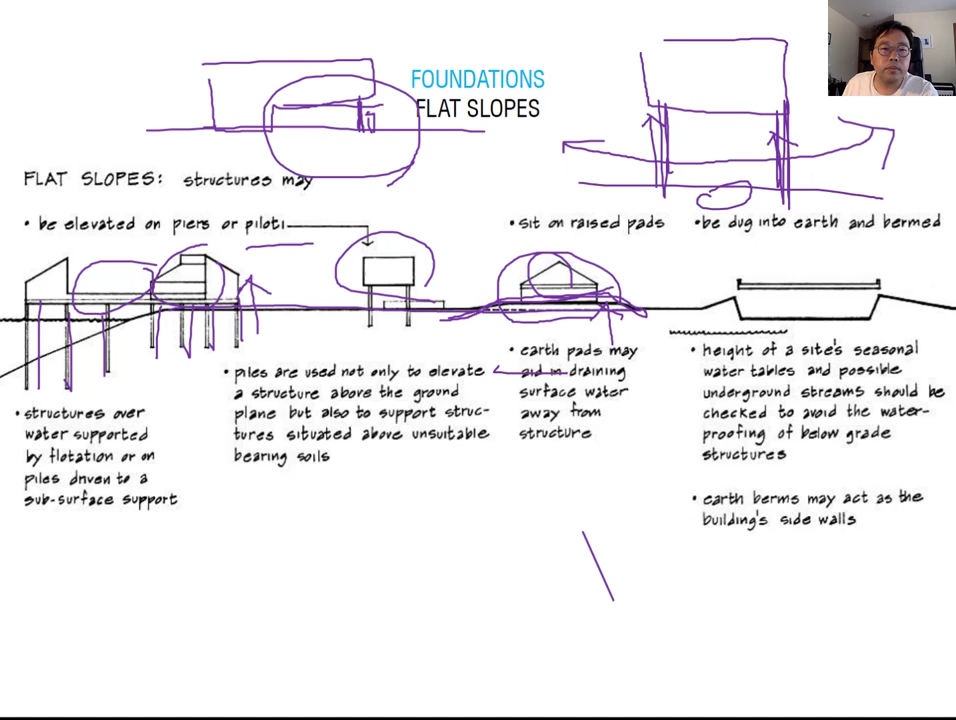 FOUNDATIONS
FLAT SLOPES
FLAT SLOPES: structures may
• be elevated on piers or piloti
• sit on raised pads
• be dug into earth and bermed
• structures over
water supported
by flotation or on
piles driven to a
sub-surface support
• piles are used not only to elevate
a structure above the ground
plane but also to support struc-
tures situated above unsuitable
bearing soils
• earth pads may
aid in draining
surface water
away from
structure
• height of a site's seasonal
water tables and possible
underground streams should be
checked to avoid the water-
proofing of below grade
structures
• earth berms may act as the
building's side walls